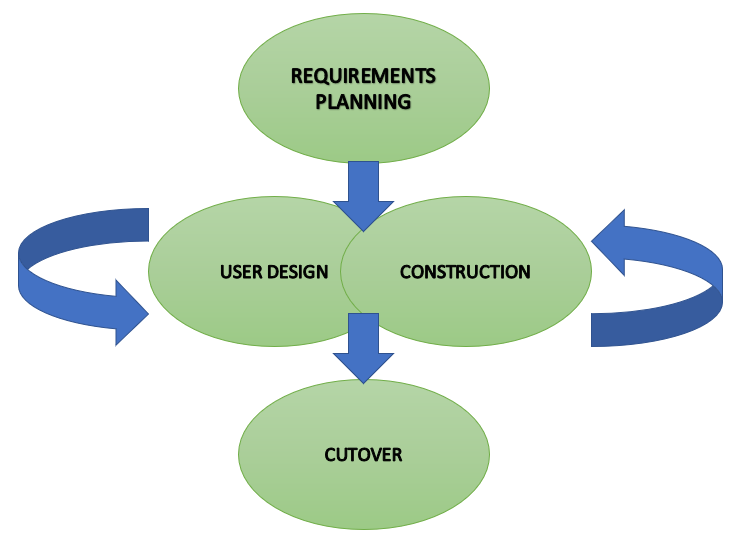 REQUIREMENTS
PLANNING
USER DESIGN
CONSTRUCTION
CUTOVER